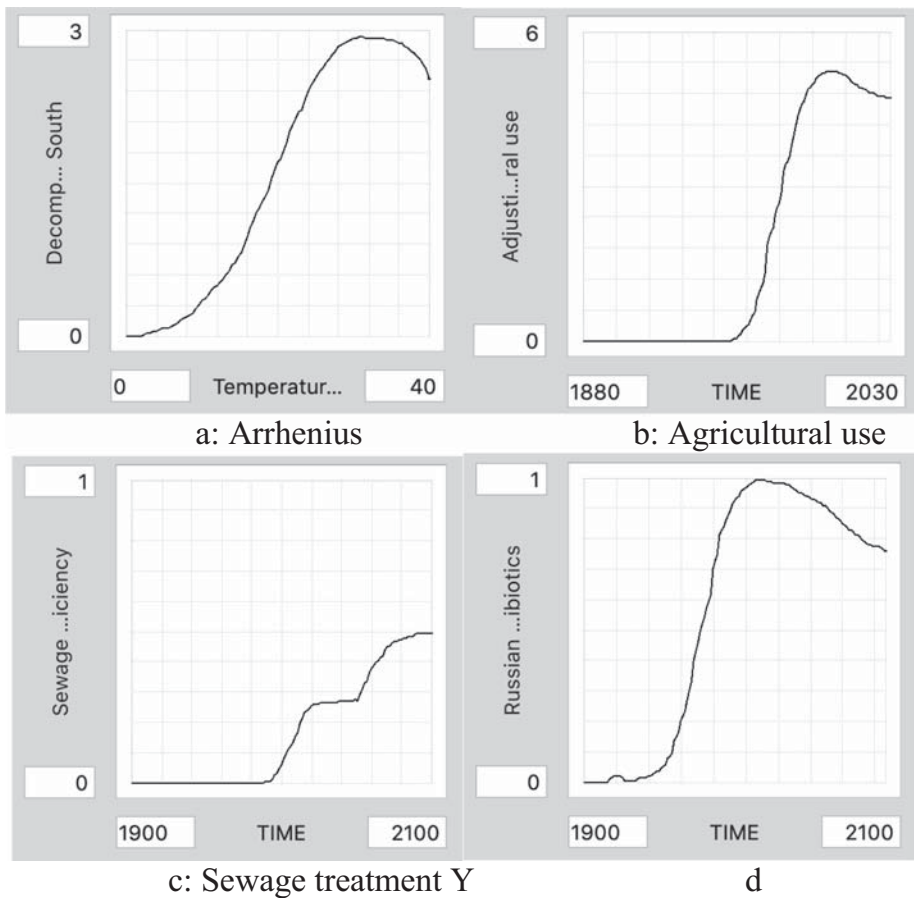 3
Decomp... South
0
0 Temperatur... 40
a: Arrhenius
6
Adjusti...ral use
0
1880 TIME 2030
b: Agricultural use
1
Sewage ...iciency
0
1900 TIME 2100
c: Sewage treatment Y
1
Russian ...ibiotics
0
1900 TIME 2100
d